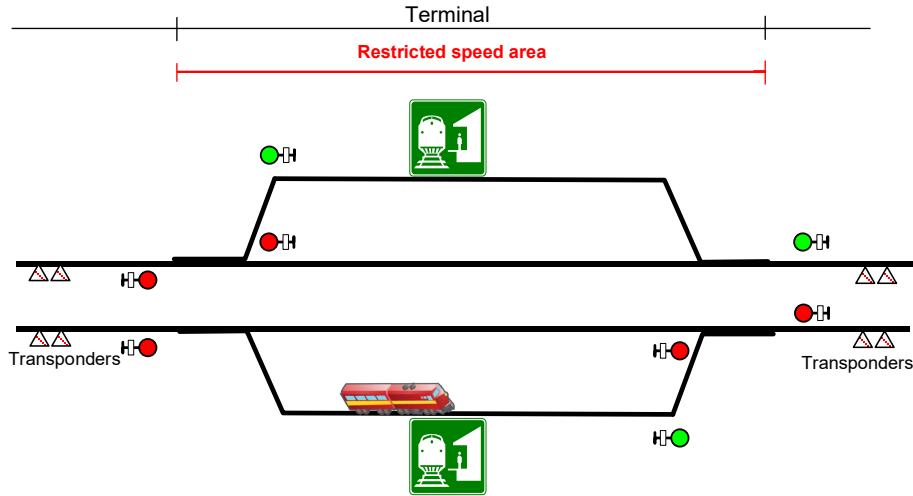 Terminal
Restricted speed area
Transponders
Transponders